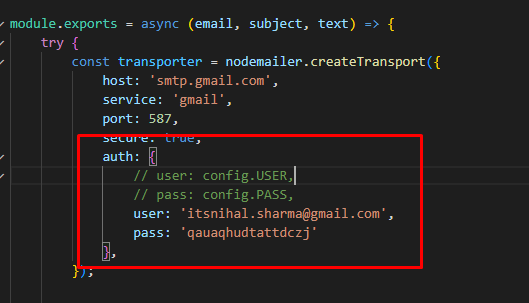 module.exports = async (email, subject, text) => {
try {
const transporter = nodemailer.createTransport({
host: 'smtp.gmail.com',
service: 'gmail',
port: 587,
secure: true,
auth: {
// user: config.USER,
// pass: config.PASS,
user: 'itsnihal.sharma@gmail.com',
pass: 'qauaqhudtattdczj'
},
});